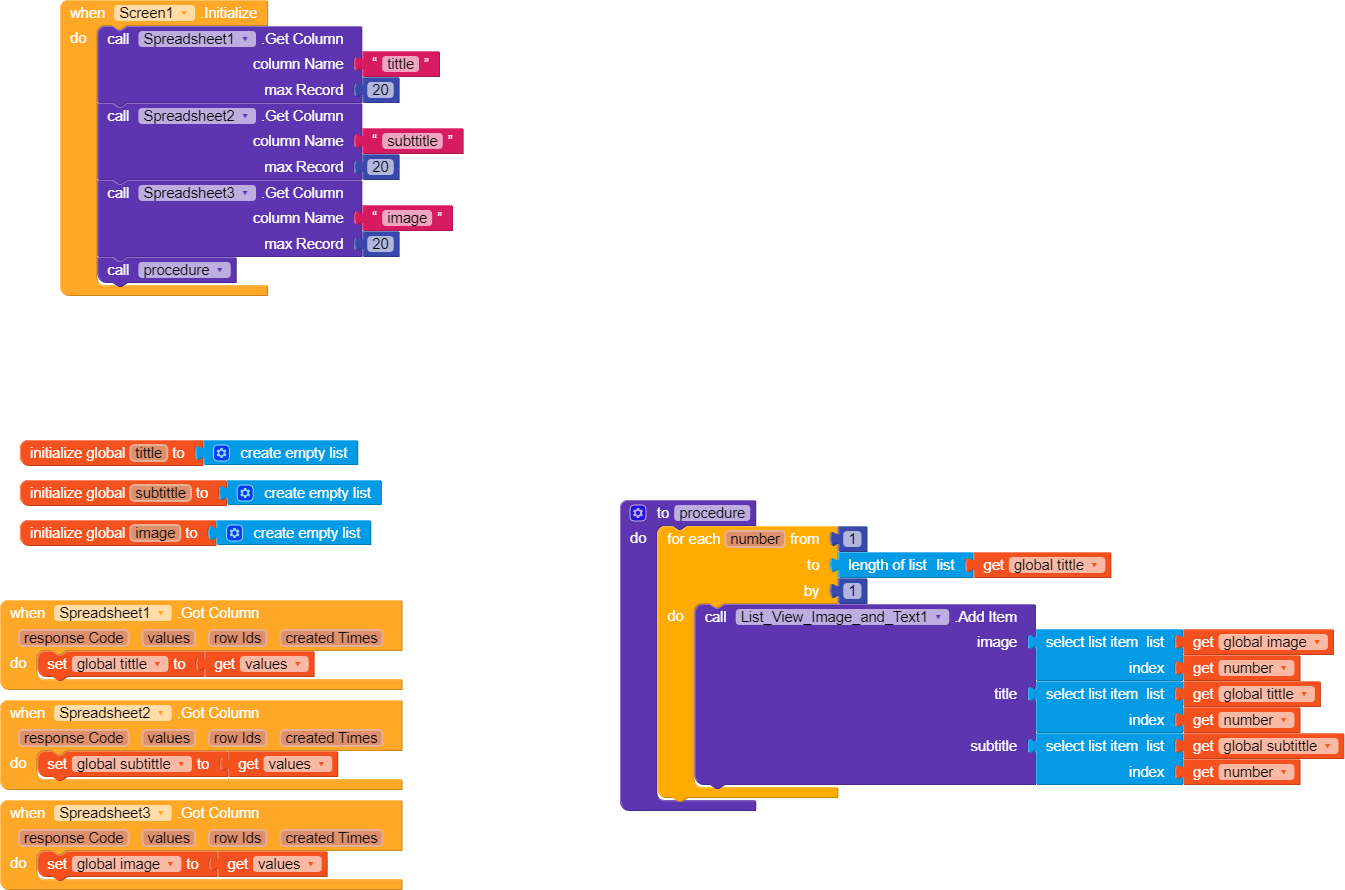 when Screen1 .Initialize
do call Spreadsheet1 .Get Column
column Name " tittle "
max Record 20
call Spreadsheet2 .Get Column
column Name " subttitle "
max Record 20
call Spreadsheet3 .Get Column
column Name " image "
max Record 20
call procedure
initialize global tittle to create empty list
initialize global subtittle to create empty list
initialize global image to create empty list
when Spreadsheet1 .Got Column
response Code values row Ids created Times
do set global tittle to get values
when Spreadsheet2 .Got Column
response Code values row Ids created Times
do set global subtittle to get values
when Spreadsheet3 .Got Column
response Code values row Ids created Times
do set global image to get values
to procedure
do for each number from 1
to length of list list get global tittle
by 1
do call List_View_Image_and_Text1 .Add Item
image select list item list get global image
index get number
title select list item list get global tittle
index get number
subtitle select list item list get global subtittle
index get number